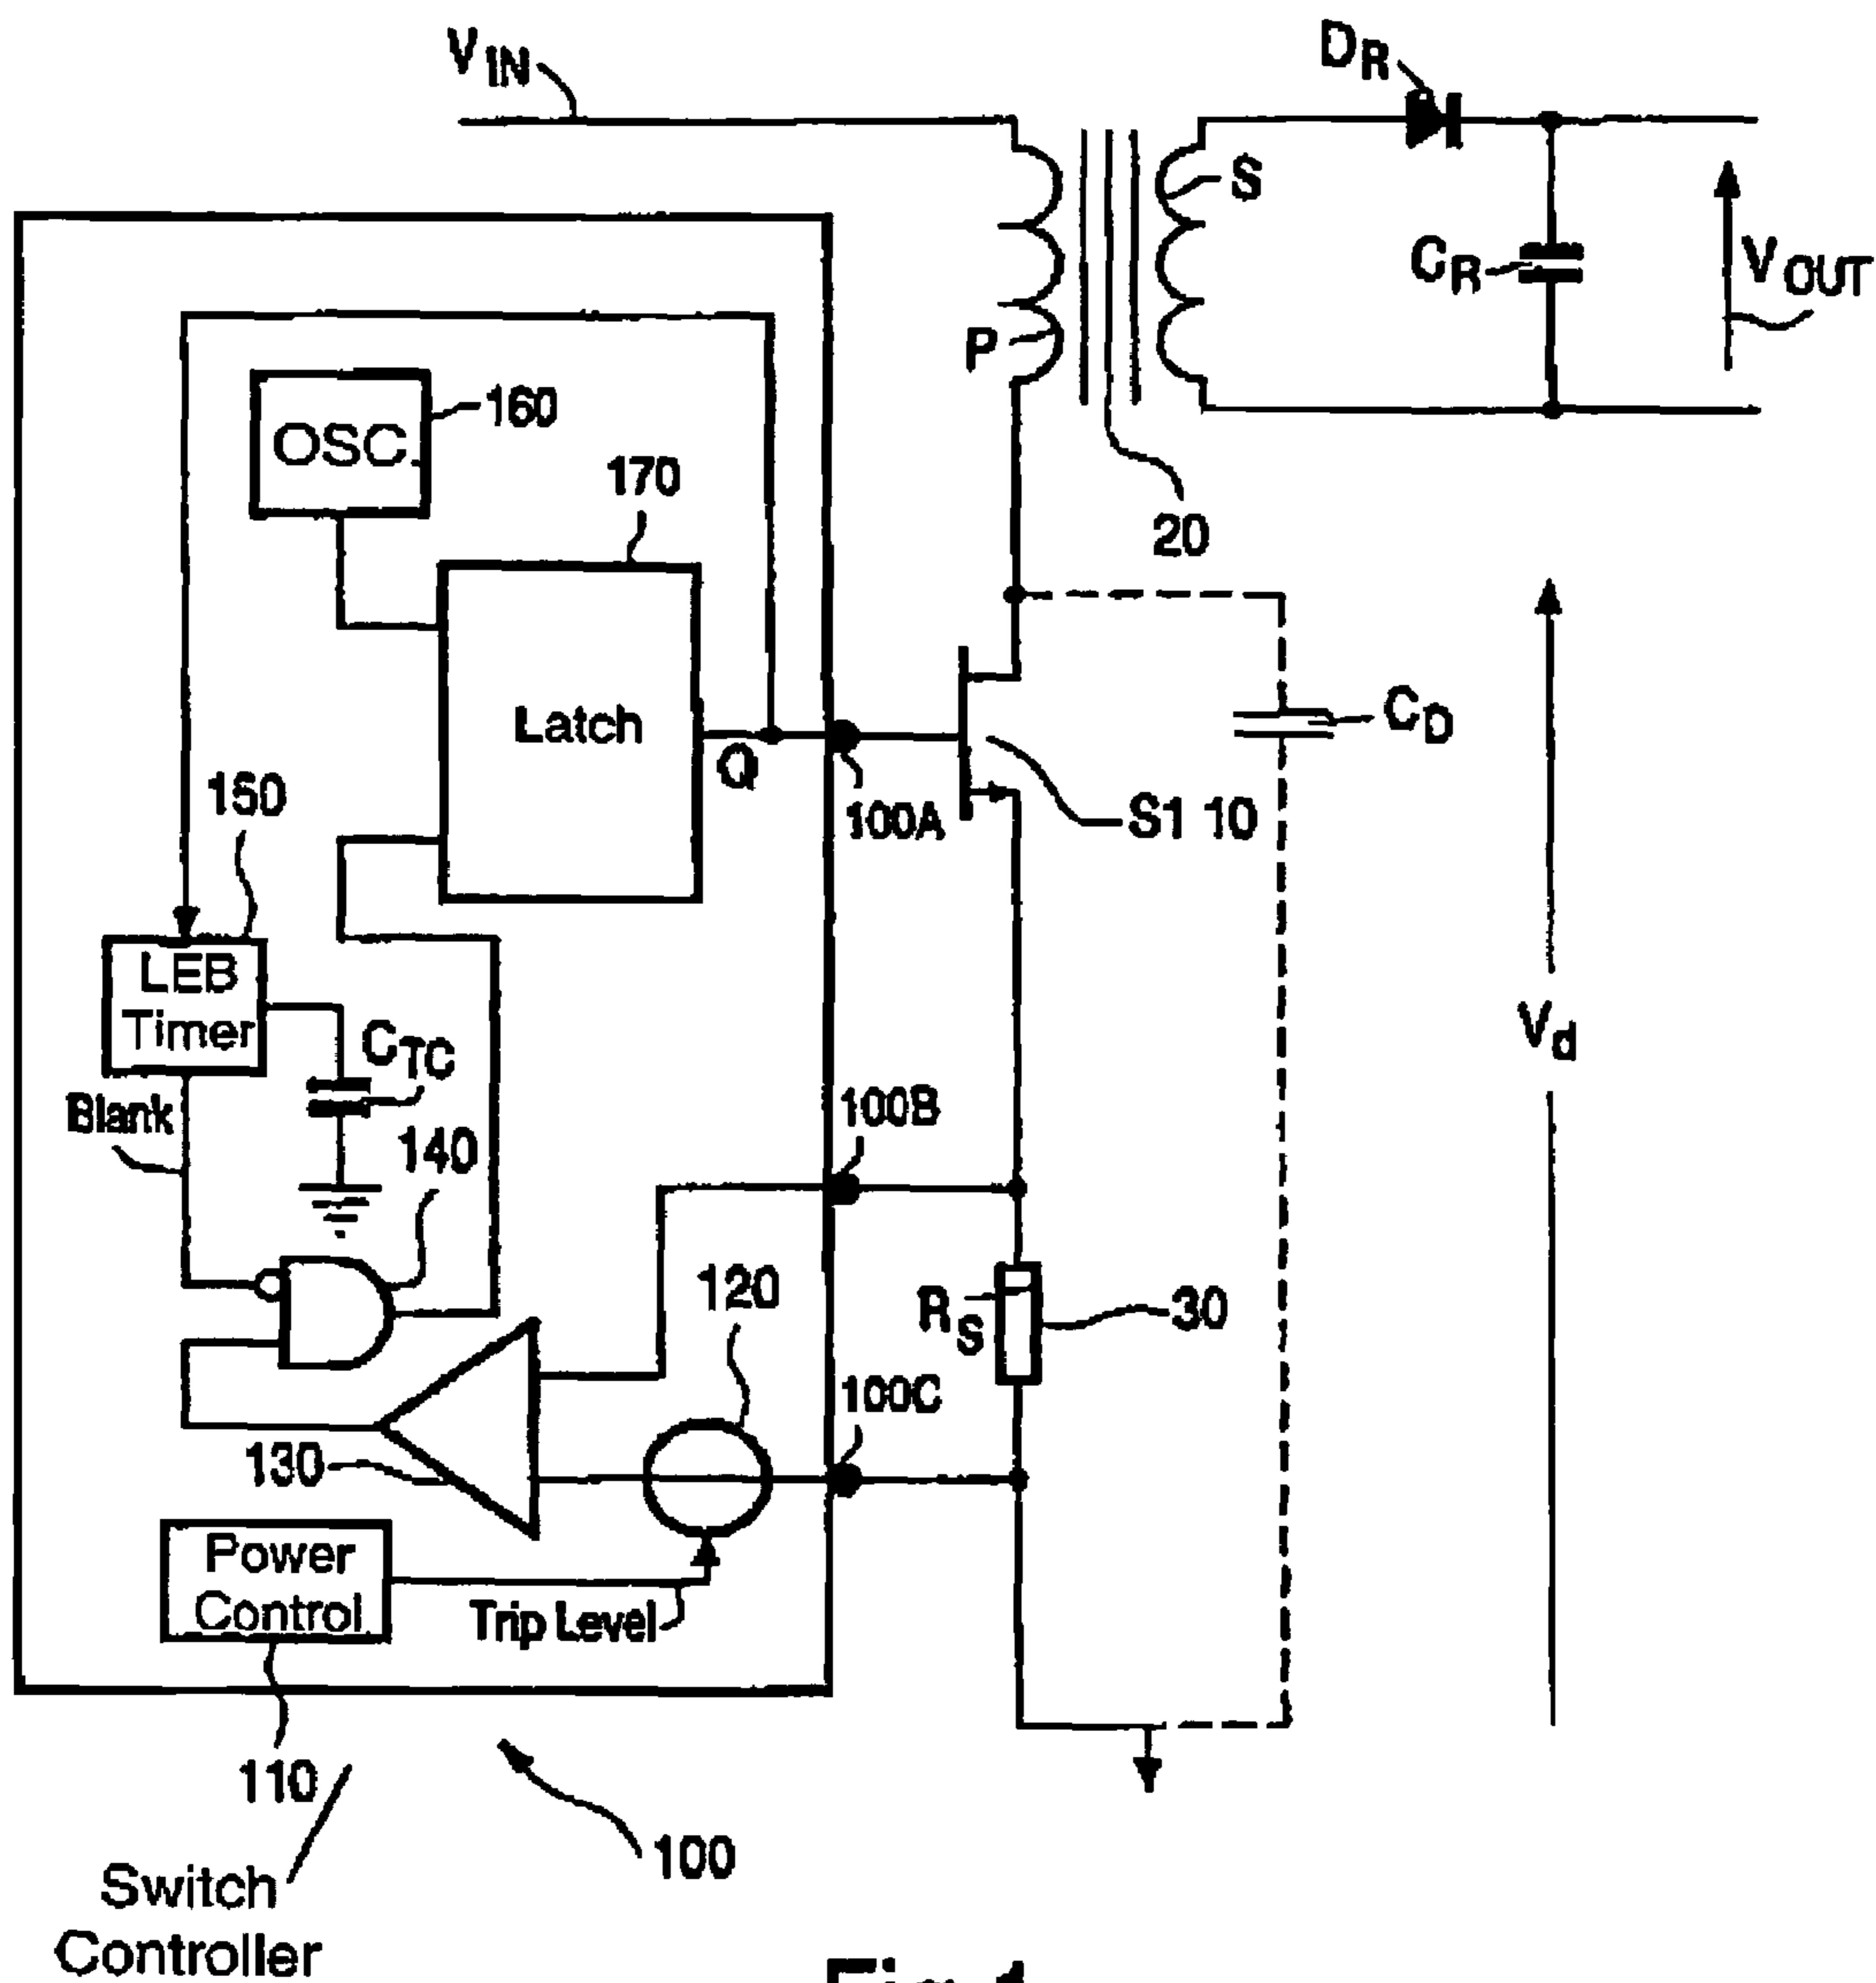 VIN
DR
S
CR
VOUT
P
OSC
160
170
20
Latch
Q
CD
150
100A
S1 10
LEB
Timer
CTC
Vd
Blank
100B
140
120
RS
30
100C
130
Power
Control
Trip Level
110
100
Switch
Controller